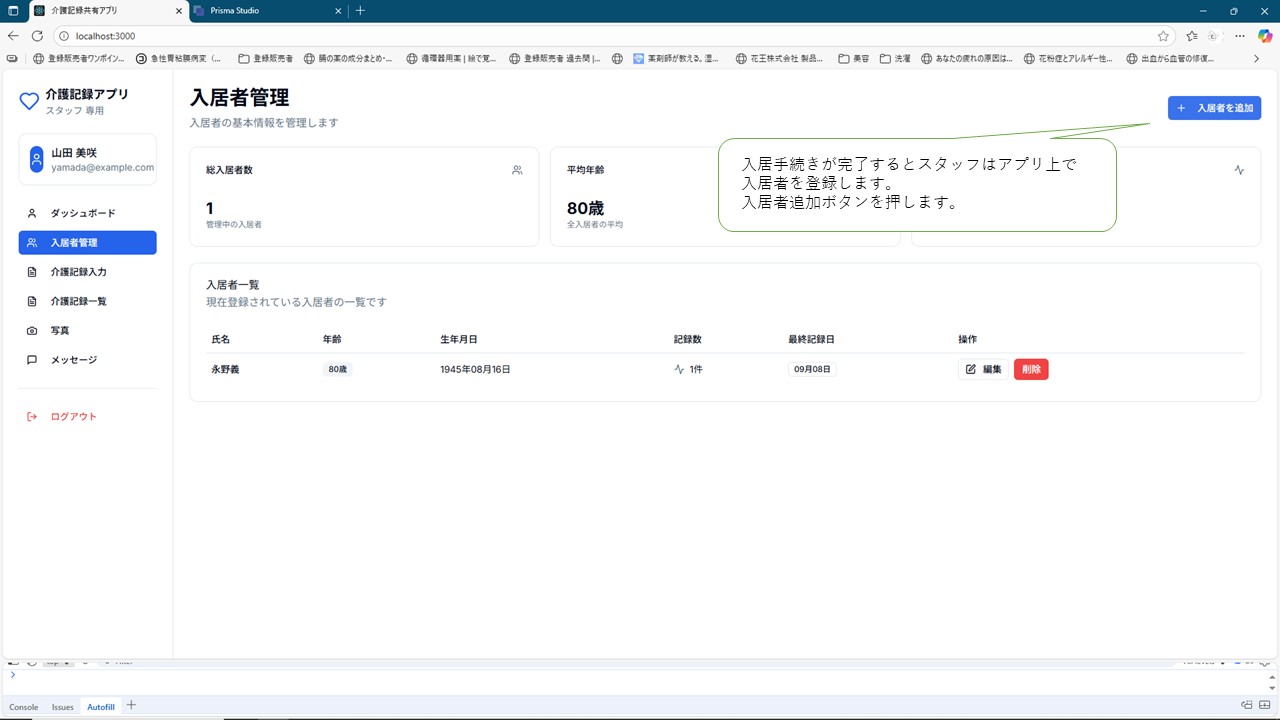 介護記録共有アプリ
Prisma Studio
localhost:3000
登録販売者ワンポイン...
急性胃粘膜病変（...
登録販売者
腸の薬の成分まとめ-...
循環器用薬 | 絵で覚...
登録販売者 過去問 |...
薬剤師が教える。湿...
花王株式会社 製品...
美容
洗濯
あなたの疲れの原因は...
花粉症とアレルギー性...
出血から血管の修復...
介護記録アプリ
スタッフ 専用
山田 美咲
yamada@example.com
ダッシュボード
入居者管理
介護記録入力
介護記録一覧
写真
メッセージ
ログアウト
入居者管理
入居者の基本情報を管理します
入居者を追加
総入居者数
1
管理中の入居者
平均年齢
80歳
全入居者の平均
入居手続きが完了するとスタッフはアプリ上で
入居者を登録します。
入居者追加ボタンを押します。
入居者一覧
現在登録されている入居者の一覧です
氏名 年齢 生年月日 記録数 最終記録日 操作
永野義 80歳 1945年08月16日 1件 09月08日 編集 削除
Console Issues Autofill